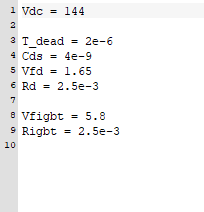 1 Vdc = 144
2
3 T_dead = 2e-6
4 Cds = 4e-9
5 Vfd = 1.65
6 Rd = 2.5e-3
7
8 Vfigbt = 5.8
9 Rigbt = 2.5e-3
10